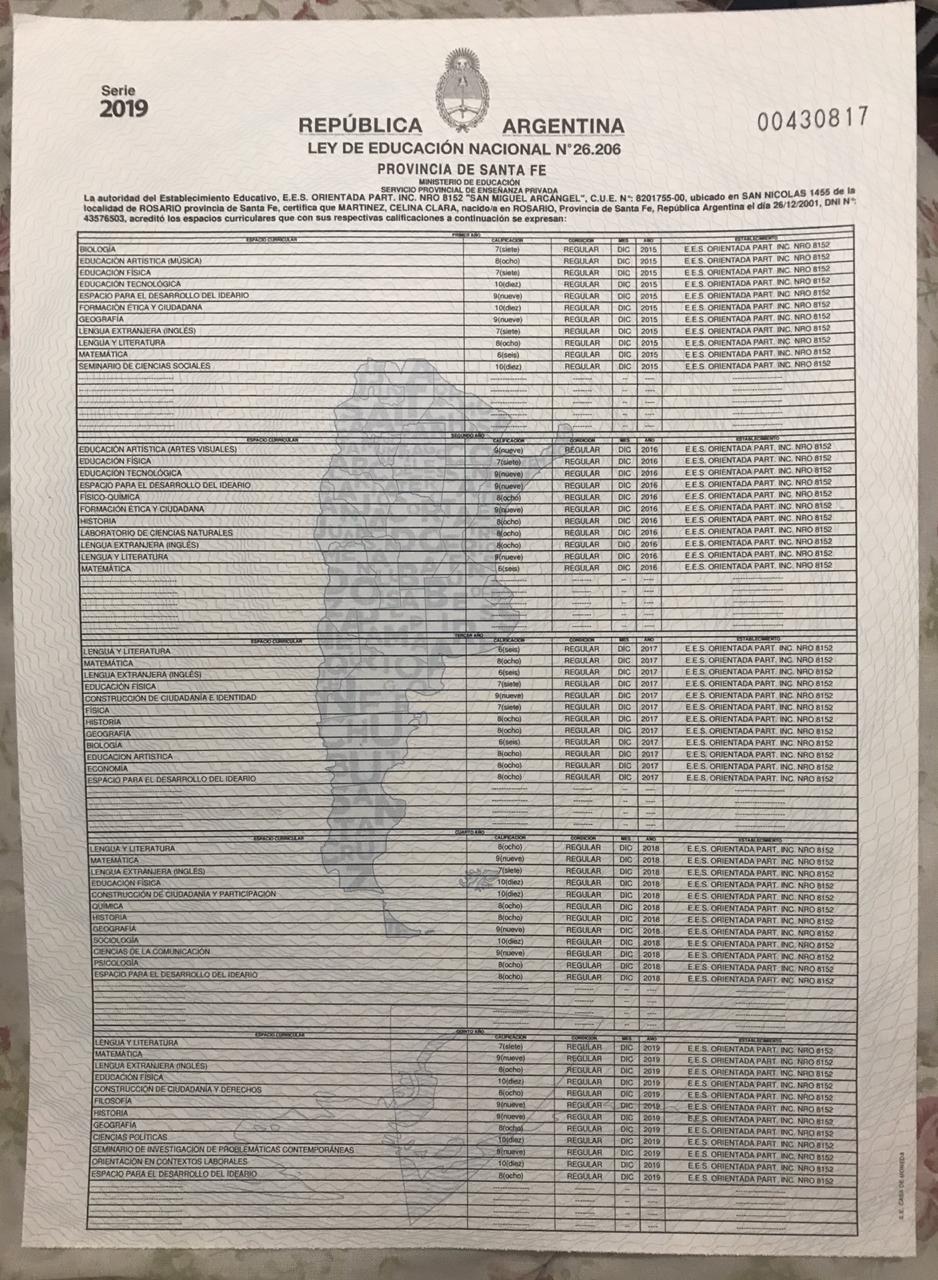 Serie
2019
00430817
REPÚBLICA ARGENTINA
LEY DE EDUCACIÓN NACIONAL N°26.206
PROVINCIA DE SANTA FE
MINISTERIO DE EDUCACIÓN
SERVICIO PROVINCIAL DE ENSEÑANZA PRIVADA
La autoridad del Establecimiento Educativo, E.E.S. ORIENTADA PART. INC. NRO 8152 "SAN MIGUEL ARCÁNGEL", C.U.E. N°: 8201755-00, ubicado en SAN NICOLAS 1455 de la
localidad de ROSARIO provincia de Santa Fe, certifica que MARTINEZ, CELINA CLARA, nacido/a en ROSARIO, Provincia de Santa Fe, República Argentina el día 26/12/2001, DNI N°:
43576503, acreditó los espacios curriculares que con sus respectivas calificaciones a continuación se expresan:
PRIMER AÑO
ESPACIO CURRICULAR CALIFICACIÓN CONDICIÓN MES AÑO ESTABLECIMIENTO
BIOLOGÍA 7(siete) REGULAR DIC 2015 E.E.S. ORIENTADA PART. INC. NRO 8152
EDUCACIÓN ARTÍSTICA (MÚSICA) 8(ocho) REGULAR DIC 2015 E.E.S. ORIENTADA PART. INC. NRO 8152
EDUCACIÓN FÍSICA 7(siete) REGULAR DIC 2015 E.E.S. ORIENTADA PART. INC. NRO 8152
EDUCACIÓN TECNOLÓGICA 10(diez) REGULAR DIC 2015 E.E.S. ORIENTADA PART. INC. NRO 8152
ESPACIO PARA EL DESARROLLO DEL IDEARIO 9(nueve) REGULAR DIC 2015 E.E.S. ORIENTADA PART. INC. NRO 8152
FORMACIÓN ÉTICA Y CIUDADANA 10(diez) REGULAR DIC 2015 E.E.S. ORIENTADA PART. INC. NRO 8152
GEOGRAFÍA 9(nueve) REGULAR DIC 2015 E.E.S. ORIENTADA PART. INC. NRO 8152
LENGUA EXTRANJERA (INGLÉS) 7(siete) REGULAR DIC 2015 E.E.S. ORIENTADA PART. INC. NRO 8152
LENGUA Y LITERATURA 8(ocho) REGULAR DIC 2015 E.E.S. ORIENTADA PART. INC. NRO 8152
MATEMÁTICA 6(seis) REGULAR DIC 2015 E.E.S. ORIENTADA PART. INC. NRO 8152
SEMINARIO DE CIENCIAS SOCIALES 10(diez) REGULAR DIC 2015 E.E.S. ORIENTADA PART. INC. NRO 8152
SEGUNDO AÑO
ESPACIO CURRICULAR CALIFICACIÓN CONDICIÓN MES AÑO ESTABLECIMIENTO
EDUCACIÓN ARTÍSTICA (ARTES VISUALES) 9(nueve) REGULAR DIC 2016 E.E.S. ORIENTADA PART. INC. NRO 8152
EDUCACIÓN FÍSICA 7(siete) REGULAR DIC 2016 E.E.S. ORIENTADA PART. INC. NRO 8152
EDUCACIÓN TECNOLÓGICA 9(nueve) REGULAR DIC 2016 E.E.S. ORIENTADA PART. INC. NRO 8152
ESPACIO PARA EL DESARROLLO DEL IDEARIO 9(nueve) REGULAR DIC 2016 E.E.S. ORIENTADA PART. INC. NRO 8152
FÍSICO-QUÍMICA 8(ocho) REGULAR DIC 2016 E.E.S. ORIENTADA PART. INC. NRO 8152
FORMACIÓN ÉTICA Y CIUDADANA 9(nueve) REGULAR DIC 2016 E.E.S. ORIENTADA PART. INC. NRO 8152
HISTORIA 8(ocho) REGULAR DIC 2016 E.E.S. ORIENTADA PART. INC. NRO 8152
LABORATORIO DE CIENCIAS NATURALES 8(ocho) REGULAR DIC 2016 E.E.S. ORIENTADA PART. INC. NRO 8152
LENGUA EXTRANJERA (INGLÉS) 8(ocho) REGULAR DIC 2016 E.E.S. ORIENTADA PART. INC. NRO 8152
LENGUA Y LITERATURA 9(nueve) REGULAR DIC 2016 E.E.S. ORIENTADA PART. INC. NRO 8152
MATEMÁTICA 6(seis) REGULAR DIC 2016 E.E.S. ORIENTADA PART. INC. NRO 8152
TERCER AÑO
ESPACIO CURRICULAR CALIFICACIÓN CONDICIÓN MES AÑO ESTABLECIMIENTO
LENGUA Y LITERATURA 6(seis) REGULAR DIC 2017 E.E.S. ORIENTADA PART. INC. NRO 8152
MATEMÁTICA 8(ocho) REGULAR DIC 2017 E.E.S. ORIENTADA PART. INC. NRO 8152
LENGUA EXTRANJERA (INGLÉS) 6(seis) REGULAR DIC 2017 E.E.S. ORIENTADA PART. INC. NRO 8152
EDUCACIÓN FÍSICA 7(siete) REGULAR DIC 2017 E.E.S. ORIENTADA PART. INC. NRO 8152
CONSTRUCCIÓN DE CIUDADANÍA E IDENTIDAD 9(nueve) REGULAR DIC 2017 E.E.S. ORIENTADA PART. INC. NRO 8152
FÍSICA 7(siete) REGULAR DIC 2017 E.E.S. ORIENTADA PART. INC. NRO 8152
HISTORIA 8(ocho) REGULAR DIC 2017 E.E.S. ORIENTADA PART. INC. NRO 8152
GEOGRAFÍA 8(ocho) REGULAR DIC 2017 E.E.S. ORIENTADA PART. INC. NRO 8152
BIOLOGÍA 6(seis) REGULAR DIC 2017 E.E.S. ORIENTADA PART. INC. NRO 8152
EDUCACION ARTISTICA 8(ocho) REGULAR DIC 2017 E.E.S. ORIENTADA PART. INC. NRO 8152
ECONOMÍA 8(ocho) REGULAR DIC 2017 E.E.S. ORIENTADA PART. INC. NRO 8152
ESPACIO PARA EL DESARROLLO DEL IDEARIO 8(ocho) REGULAR DIC 2017 E.E.S. ORIENTADA PART. INC. NRO 8152
CUARTO AÑO
ESPACIO CURRICULAR CALIFICACIÓN CONDICIÓN MES AÑO ESTABLECIMIENTO
LENGUA Y LITERATURA 8(ocho) REGULAR DIC 2018 E.E.S. ORIENTADA PART. INC. NRO 8152
MATEMÁTICA 9(nueve) REGULAR DIC 2018 E.E.S. ORIENTADA PART. INC. NRO 8152
LENGUA EXTRANJERA (INGLÉS) 7(siete) REGULAR DIC 2018 E.E.S. ORIENTADA PART. INC. NRO 8152
EDUCACIÓN FÍSICA 10(diez) REGULAR DIC 2018 E.E.S. ORIENTADA PART. INC. NRO 8152
CONSTRUCCIÓN DE CIUDADANÍA Y PARTICIPACIÓN 10(diez) REGULAR DIC 2018 E.E.S. ORIENTADA PART. INC. NRO 8152
QUÍMICA 8(ocho) REGULAR DIC 2018 E.E.S. ORIENTADA PART. INC. NRO 8152
HISTORIA 8(ocho) REGULAR DIC 2018 E.E.S. ORIENTADA PART. INC. NRO 8152
GEOGRAFÍA 9(nueve) REGULAR DIC 2018 E.E.S. ORIENTADA PART. INC. NRO 8152
SOCIOLOGÍA 10(diez) REGULAR DIC 2018 E.E.S. ORIENTADA PART. INC. NRO 8152
CIENCIAS DE LA COMUNICACIÓN 9(nueve) REGULAR DIC 2018 E.E.S. ORIENTADA PART. INC. NRO 8152
PSICOLOGÍA 8(ocho) REGULAR DIC 2018 E.E.S. ORIENTADA PART. INC. NRO 8152
ESPACIO PARA EL DESARROLLO DEL IDEARIO 8(ocho) REGULAR DIC 2018 E.E.S. ORIENTADA PART. INC. NRO 8152
QUINTO AÑO
ESPACIO CURRICULAR CALIFICACIÓN CONDICIÓN MES AÑO ESTABLECIMIENTO
LENGUA Y LITERATURA 7(siete) REGULAR DIC 2019 E.E.S. ORIENTADA PART. INC. NRO 8152
MATEMÁTICA 9(nueve) REGULAR DIC 2019 E.E.S. ORIENTADA PART. INC. NRO 8152
LENGUA EXTRANJERA (INGLÉS) 8(ocho) REGULAR DIC 2019 E.E.S. ORIENTADA PART. INC. NRO 8152
EDUCACIÓN FÍSICA 10(diez) REGULAR DIC 2019 E.E.S. ORIENTADA PART. INC. NRO 8152
CONSTRUCCIÓN DE CIUDADANÍA Y DERECHOS 8(ocho) REGULAR DIC 2019 E.E.S. ORIENTADA PART. INC. NRO 8152
FILOSOFÍA 9(nueve) REGULAR DIC 2019 E.E.S. ORIENTADA PART. INC. NRO 8152
HISTORIA 9(nueve) REGULAR DIC 2019 E.E.S. ORIENTADA PART. INC. NRO 8152
GEOGRAFÍA 8(ocho) REGULAR DIC 2019 E.E.S. ORIENTADA PART. INC. NRO 8152
CIENCIAS POLÍTICAS 10(diez) REGULAR DIC 2019 E.E.S. ORIENTADA PART. INC. NRO 8152
SEMINARIO DE INVESTIGACIÓN DE PROBLEMÁTICAS CONTEMPORÁNEAS 9(nueve) REGULAR DIC 2019 E.E.S. ORIENTADA PART. INC. NRO 8152
ORIENTACIÓN EN CONTEXTOS LABORALES 10(diez) REGULAR DIC 2019 E.E.S. ORIENTADA PART. INC. NRO 8152
ESPACIO PARA EL DESARROLLO DEL IDEARIO 8(ocho) REGULAR DIC 2019 E.E.S. ORIENTADA PART. INC. NRO 8152
S.E. CASA DE MONEDA